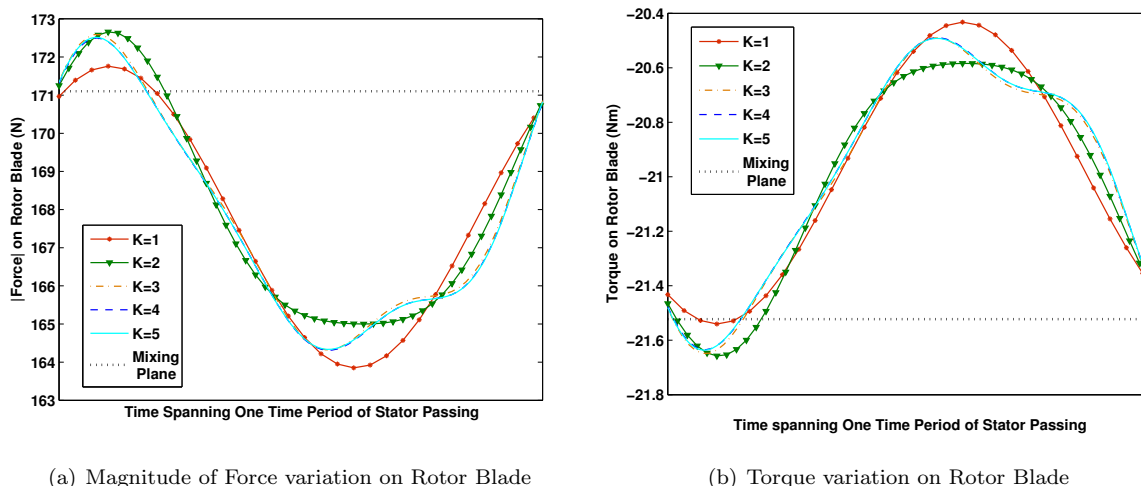 173
172
171
170
169
168
167
166
165
164
163
|Force| on Rotor Blade (N)
K=1
K=2
K=3
K=4
K=5
Mixing
Plane
Time Spanning One Time Period of Stator Passing
(a) Magnitude of Force variation on Rotor Blade
−20.4
−20.6
−20.8
−21
−21.2
−21.4
−21.6
−21.8
Torque on Rotor Blade (Nm)
K=1
K=2
K=3
K=4
K=5
Mixing
Plane
Time spanning One Time Period of Stator Passing
(b) Torque variation on Rotor Blade